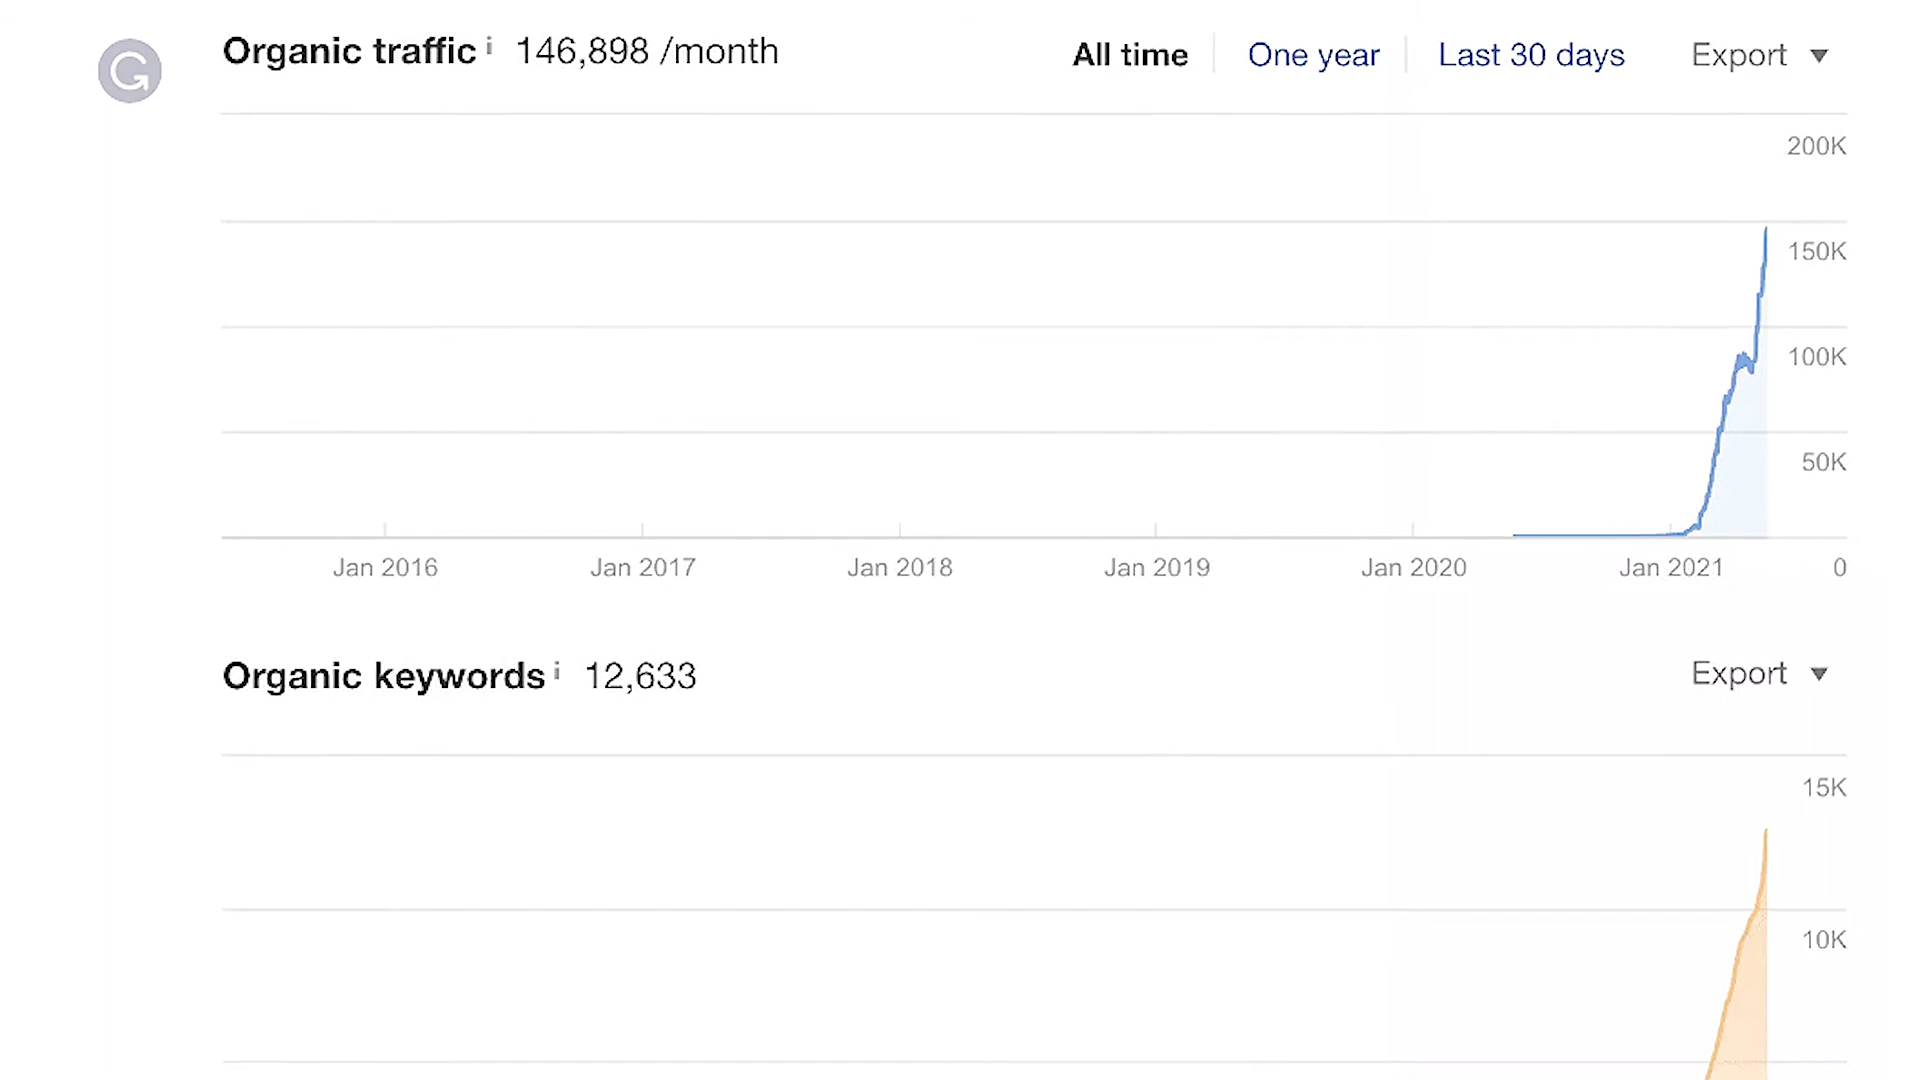 Organic traffic i 146,898 /month
All time One year Last 30 days Export
200K
150K
100K
50K
Jan 2016 Jan 2017 Jan 2018 Jan 2019 Jan 2020 Jan 2021 0
Organic keywords i 12,633
Export
15K
10K